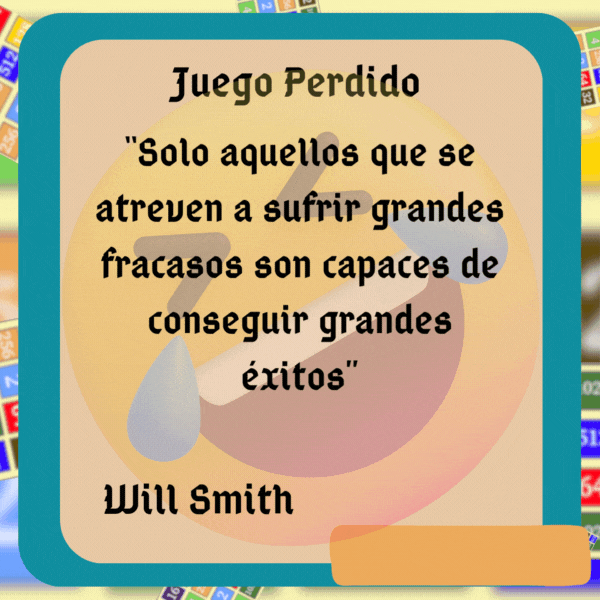 Juego Perdido
"Solo aquellos que se
atreven a sufrir grandes
fracasos son capaces de
conseguir grandes
éxitos"
Will Smith